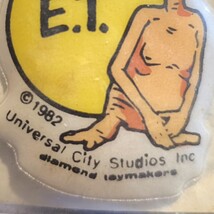 E.T.
© 1982
Universal City Studios Inc
diamond toymakers